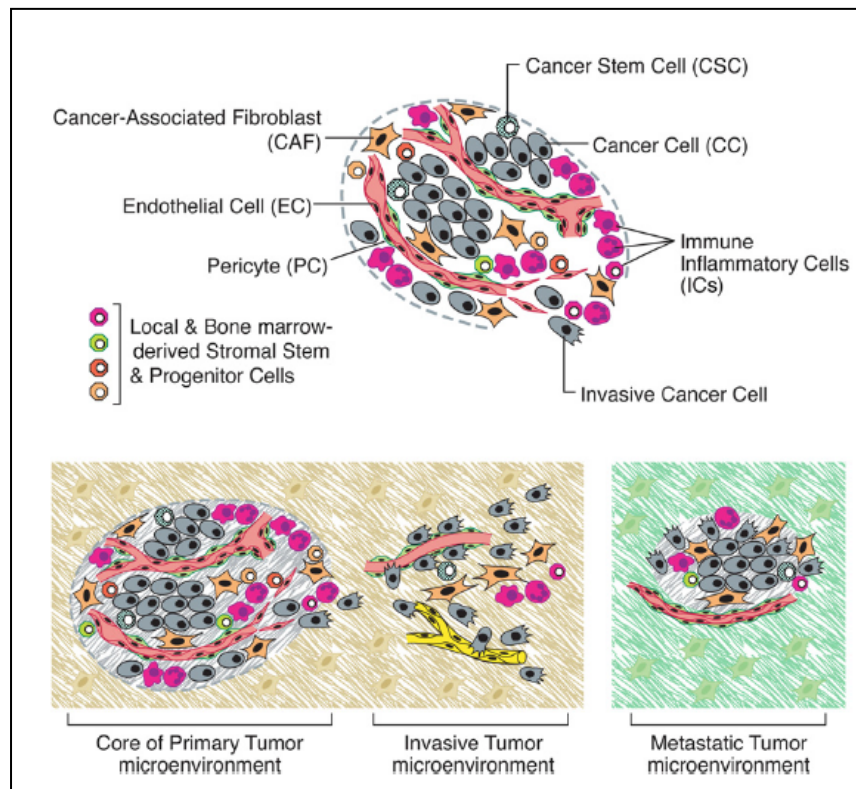 Cancer Stem Cell (CSC)
Cancer-Associated Fibroblast
(CAF)
Cancer Cell (CC)
Endothelial Cell (EC)
Pericyte (PC)
Immune
Inflammatory Cells
(ICs)
Local & Bone marrow-
derived Stromal Stem
& Progenitor Cells
Invasive Cancer Cell
Core of Primary Tumor
microenvironment
Invasive Tumor
microenvironment
Metastatic Tumor
microenvironment